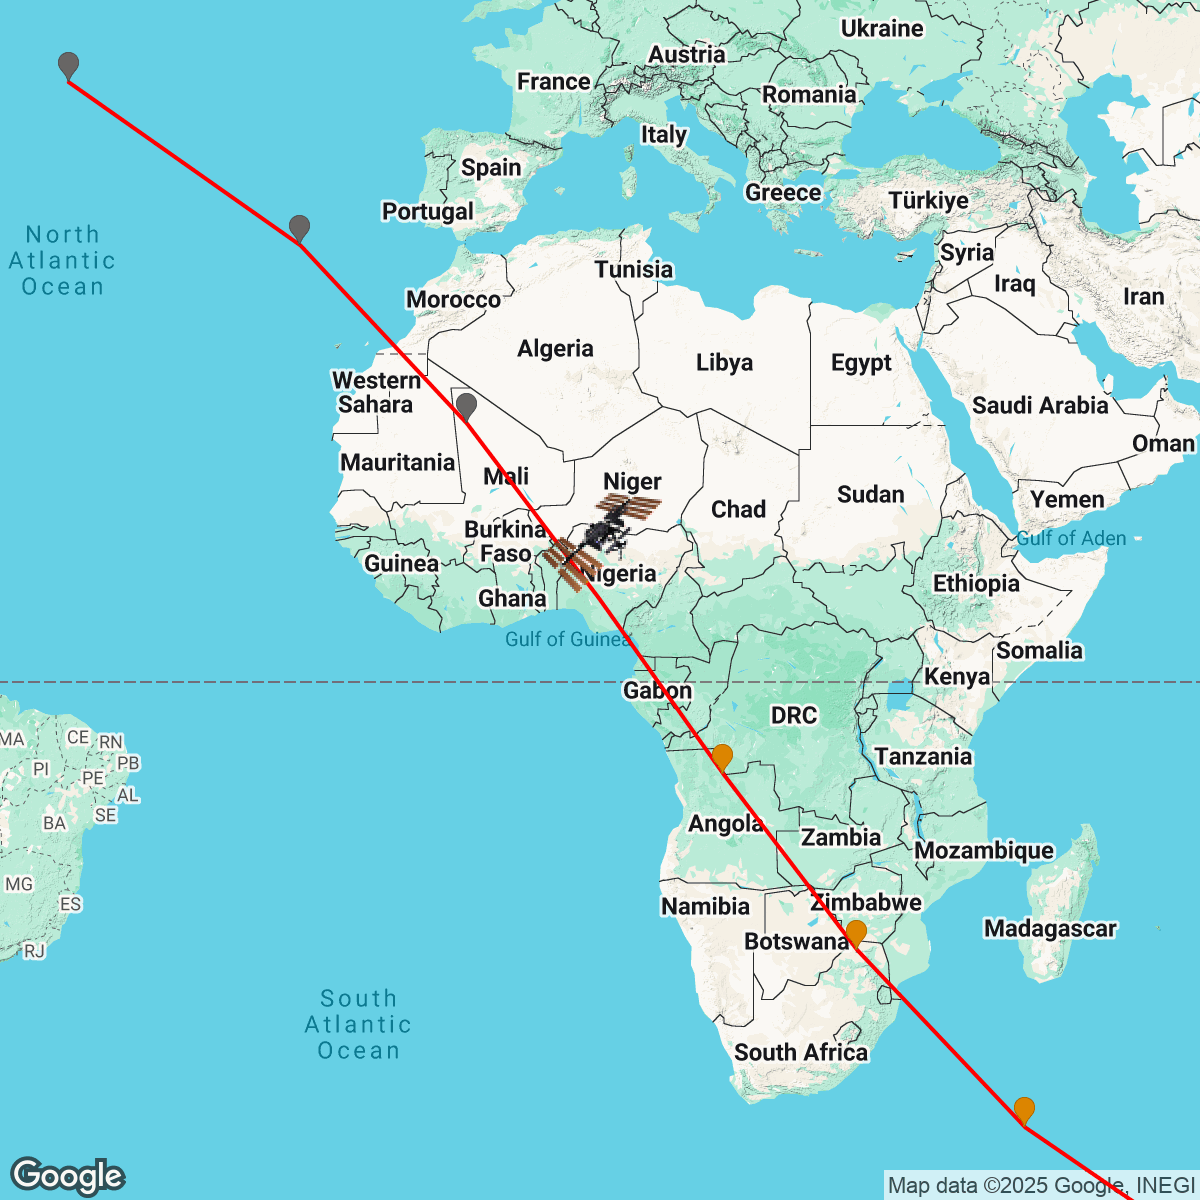 Ukraine
Austria
France
Romania
Italy
Spain
Greece
Türkiye
Portugal
North
Atlantic
Ocean
Syria
Tunisia
Iraq
Iran
Morocco
Algeria
Libya
Egypt
Western
Sahara
Saudi Arabia
Oman
Mauritania
Mali
Niger
Sudan
Yemen
Chad
Burkina
Faso
Gulf of Aden
Guinea
Nigeria
Ethiopia
Ghana
Gulf of Guinea
Somalia
Kenya
Gabon
DRC
MA
CE
RN
PI
PE
PB
AL
SE
BA
Tanzania
Angola
Zambia
Mozambique
MG
ES
RJ
Namibia
Zimbabwe
Botswana
Madagascar
South
Atlantic
Ocean
South Africa
Google
Map data ©2025 Google, INEGI